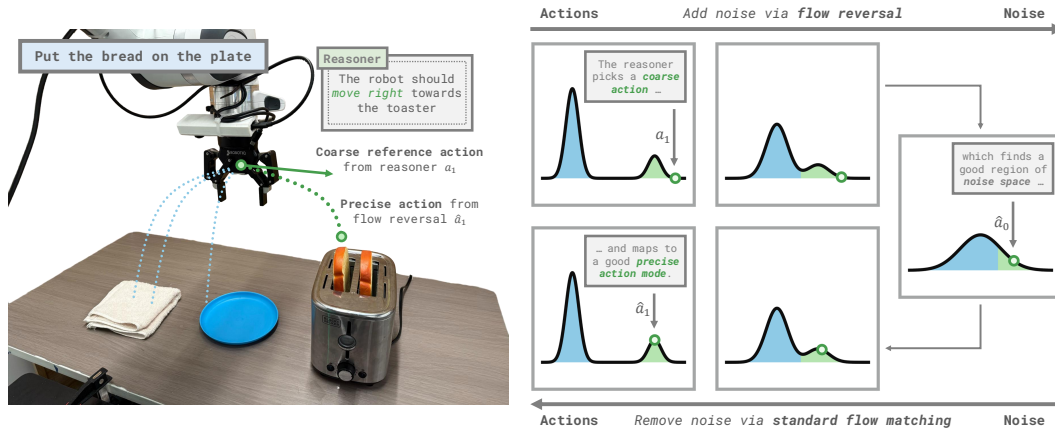 Put the bread on the plate
Reasoner
The robot should
move right towards
the toaster
Coarse reference action
from reasoner a₁
Precise action from
flow reversal â₁
Actions
Add noise via flow reversal
Noise
The reasoner
picks a coarse
action …
a₁
which finds a
good region of
noise space …
â₀
… and maps to
a good precise
action mode.
â₁
Actions
Remove noise via standard flow matching
Noise